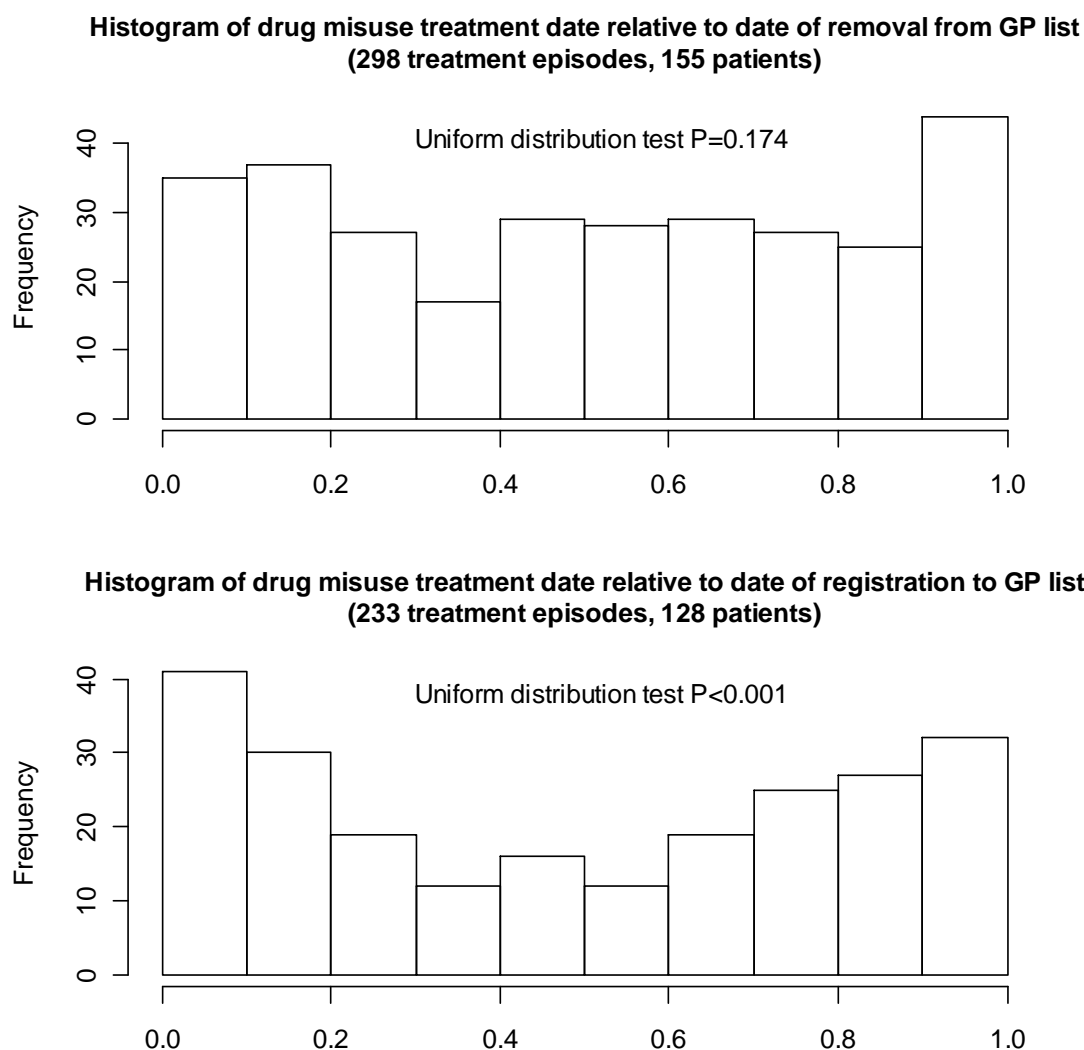 Histogram of drug misuse treatment date relative to date of removal from GP list
(298 treatment episodes, 155 patients)
Uniform distribution test P=0.174
Frequency
40
30
20
10
0
0.0 0.2 0.4 0.6 0.8 1.0
Histogram of drug misuse treatment date relative to date of registration to GP list
(233 treatment episodes, 128 patients)
Uniform distribution test P<0.001
Frequency
40
30
20
10
0
0.0 0.2 0.4 0.6 0.8 1.0